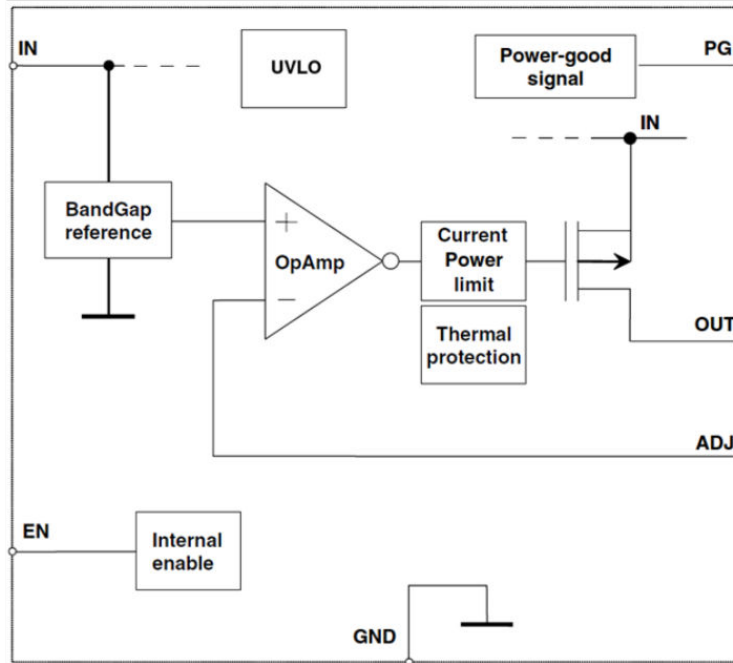 IN
UVLO
Power-good
signal
PG
IN
BandGap
reference
+
OpAmp
−
Current
Power
limit
Thermal
protection
OUT
ADJ
EN
Internal
enable
GND